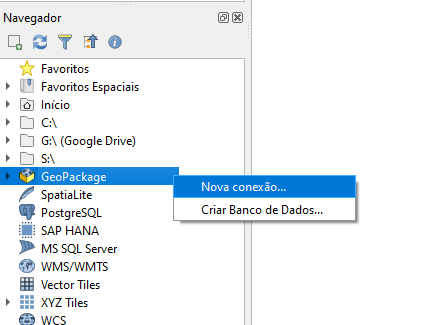 Navegador
Favoritos
Favoritos Espaciais
Início
C:\
G:\ (Google Drive)
S:\
GeoPackage
Nova conexão...
SpatiaLite
Criar Banco de Dados...
PostgreSQL
SAP HANA
MS SQL Server
WMS/WMTS
Vector Tiles
XYZ Tiles
WCS